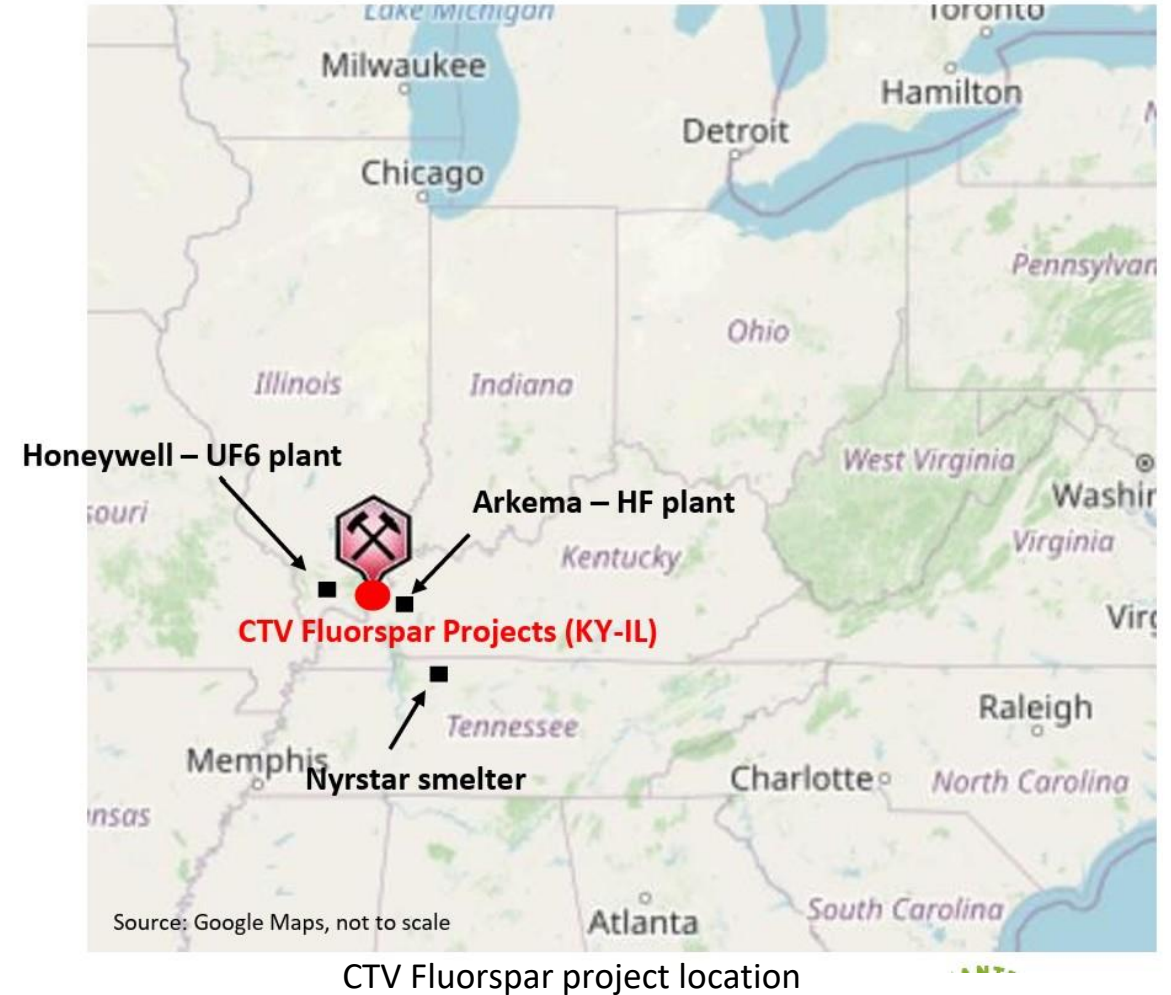 Lake Michigan
Toronto
Milwaukee
Hamilton
Detroit
Chicago
Pennsylvan
Ohio
Illinois
Indiana
Honeywell – UF6 plant
West Virginia
Arkema – HF plant
Washin
souri
Virginia
Kentucky
Virg
CTV Fluorspar Projects (KY-IL)
Raleigh
Tennessee
Memphis
Nyrstar smelter
Charlotte
North Carolina
nsas
South Carolina
Source: Google Maps, not to scale
Atlanta
CTV Fluorspar project location